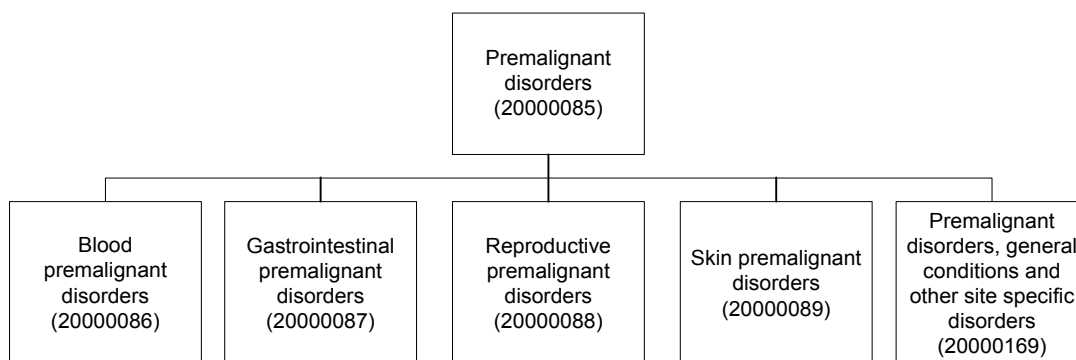 Premalignant
disorders
(20000085)
Blood
premalignant
disorders
(20000086)
Gastrointestinal
premalignant
disorders
(20000087)
Reproductive
premalignant
disorders
(20000088)
Skin premalignant
disorders
(20000089)
Premalignant
disorders, general
conditions and
other site specific
disorders
(20000169)